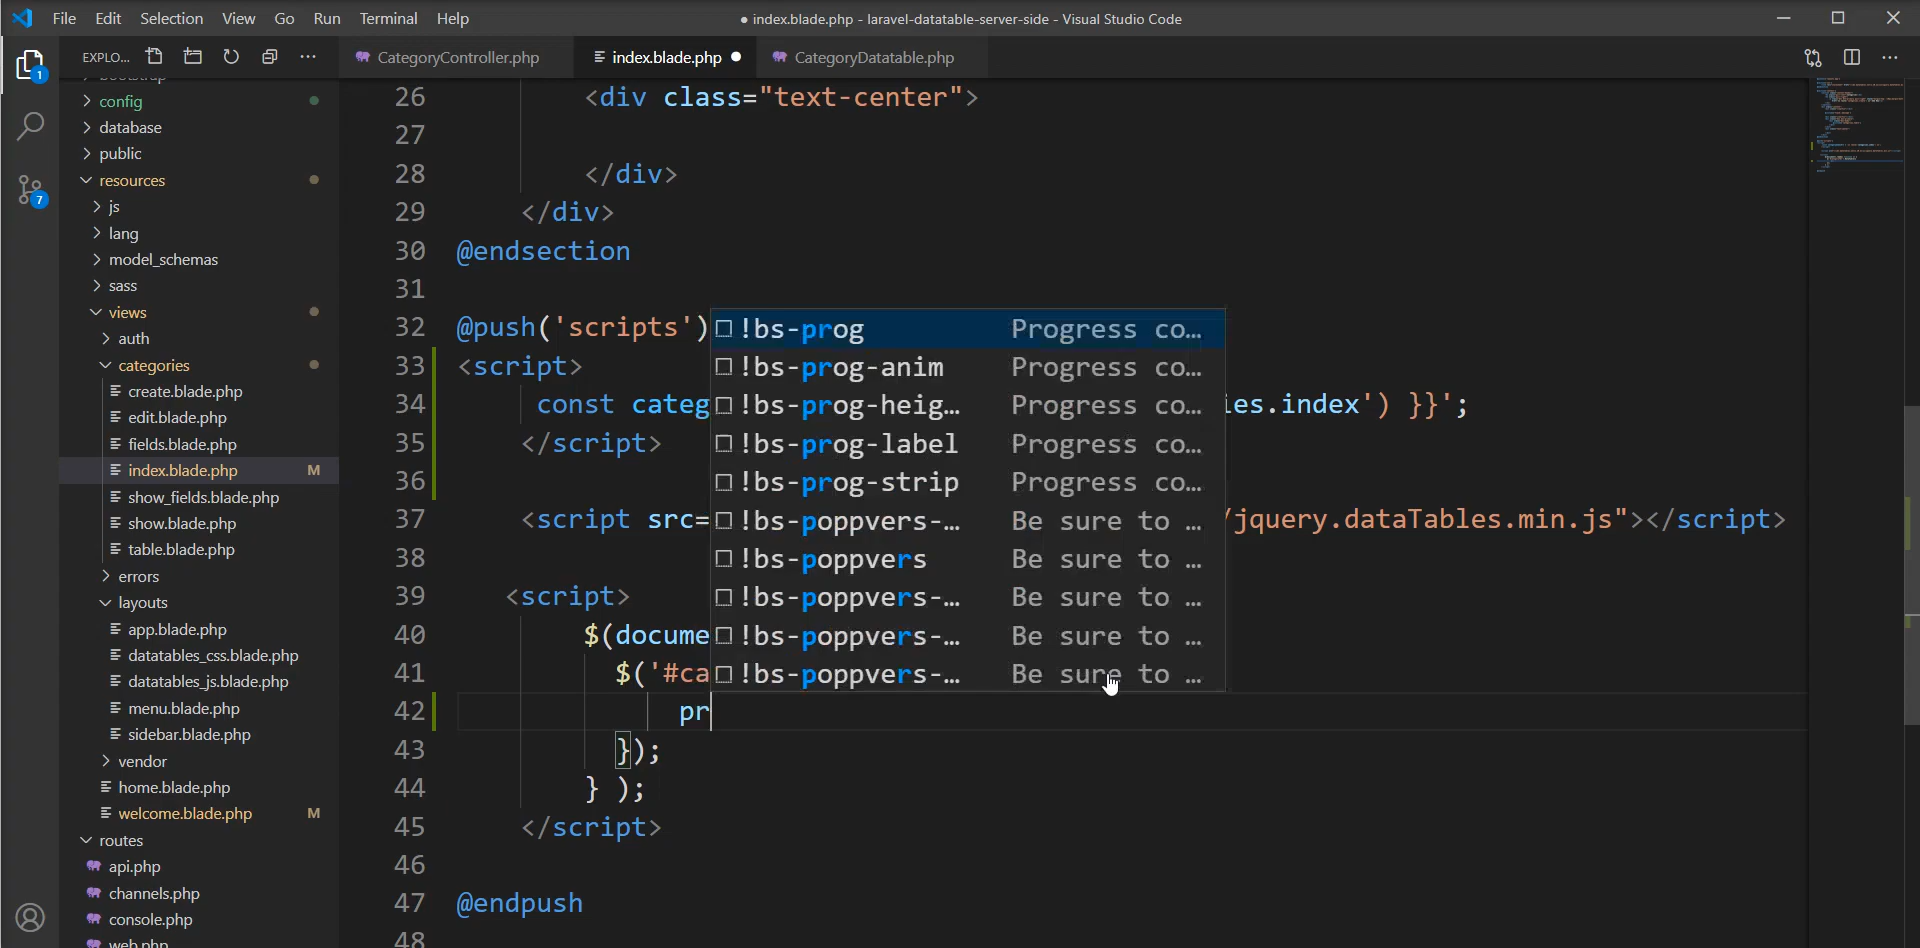 File Edit Selection View Go Run Terminal Help
● index.blade.php - laravel-datatable-server-side - Visual Studio Code
EXPLO...
CategoryController.php
index.blade.php
CategoryDatatable.php
bootstrap
config
database
public
resources
js
lang
model_schemas
sass
views
auth
categories
create.blade.php
edit.blade.php
fields.blade.php
index.blade.php M
show_fields.blade.php
show.blade.php
table.blade.php
errors
layouts
app.blade.php
datatables_css.blade.php
datatables_js.blade.php
menu.blade.php
sidebar.blade.php
vendor
home.blade.php
welcome.blade.php M
routes
api.php
channels.php
console.php
web.php
1
7
26 <div class="text-center">
27
28 </div>
29 </div>
30 @endsection
31
32 @push('scripts')
33 <script>
34 const categ ies.index') }}';
35 </script>
36
37 <script src= /jquery.dataTables.min.js"></script>
38
39 <script>
40 $(docume
41 $('#ca
42 pr
43 });
44 } );
45 </script>
46
47 @endpush
48
!bs-prog Progress co...
!bs-prog-anim Progress co...
!bs-prog-heig... Progress co...
!bs-prog-label Progress co...
!bs-prog-strip Progress co...
!bs-poppvers-... Be sure to ...
!bs-poppvers Be sure to ...
!bs-poppvers-... Be sure to ...
!bs-poppvers-... Be sure to ...
!bs-poppvers-... Be sure to ...